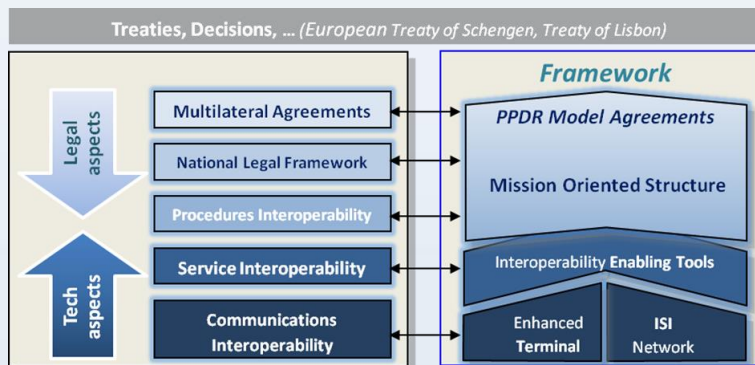 Treaties, Decisions, ... (European Treaty of Schengen, Treaty of Lisbon)
Legal
aspects
Tech
aspects
Multilateral Agreements
National Legal Framework
Procedures Interoperability
Service Interoperability
Communications
Interoperability
Framework
PPDR Model Agreements
Mission Oriented Structure
Interoperability Enabling Tools
Enhanced
Terminal
ISI
Network